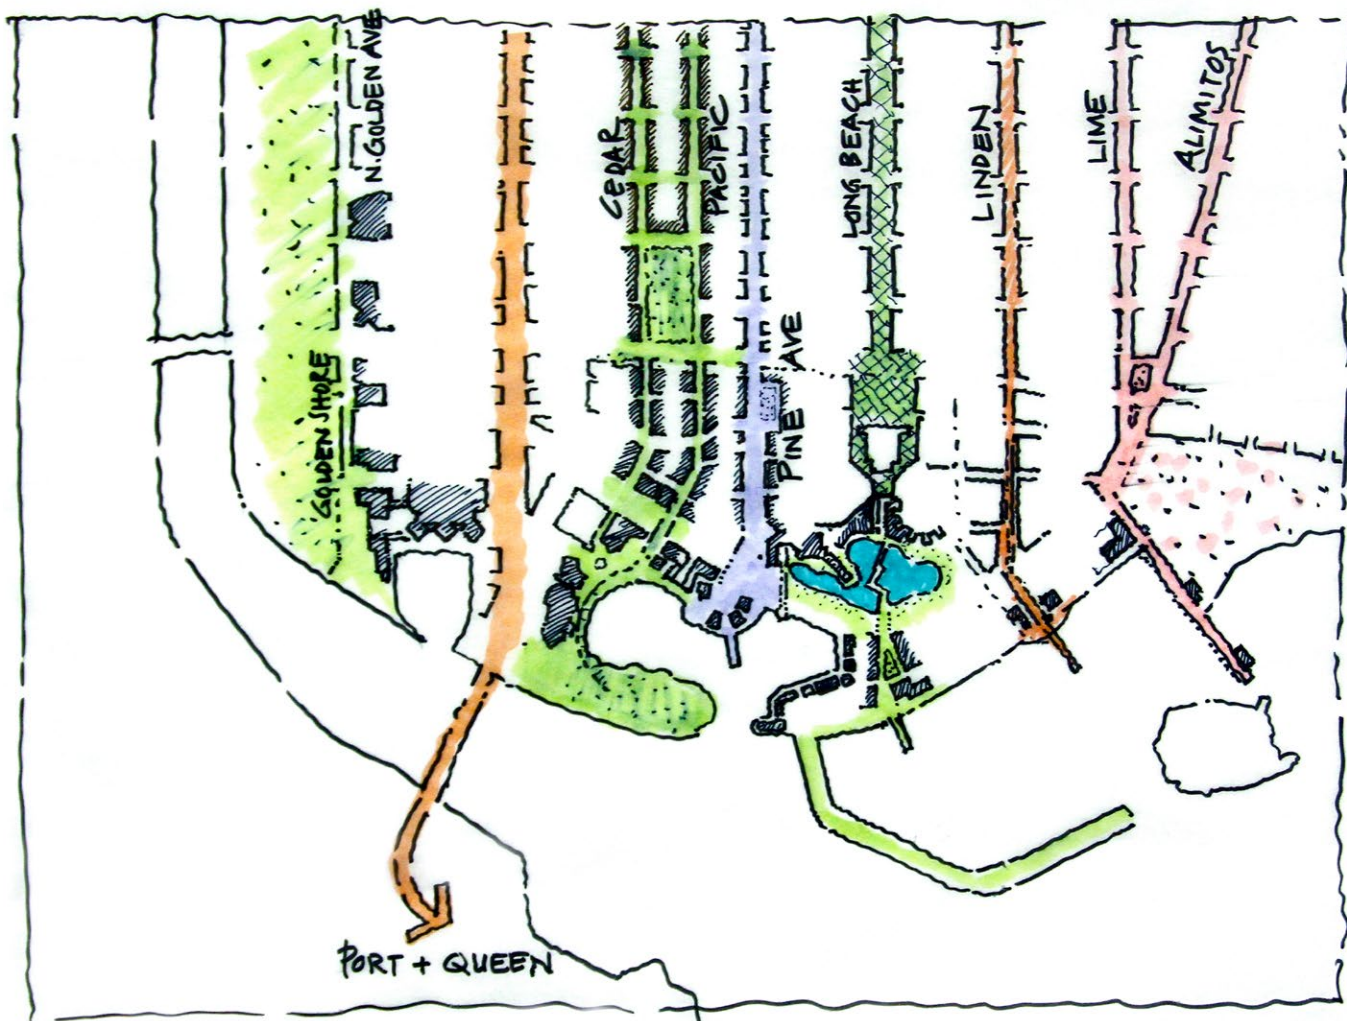 N. GOLDEN AVE
CEDAR
PACIFIC
LONG BEACH
LINDEN
LIME
ALIMITOS
GOLDEN SHORE
PINE AVE
PORT + QUEEN